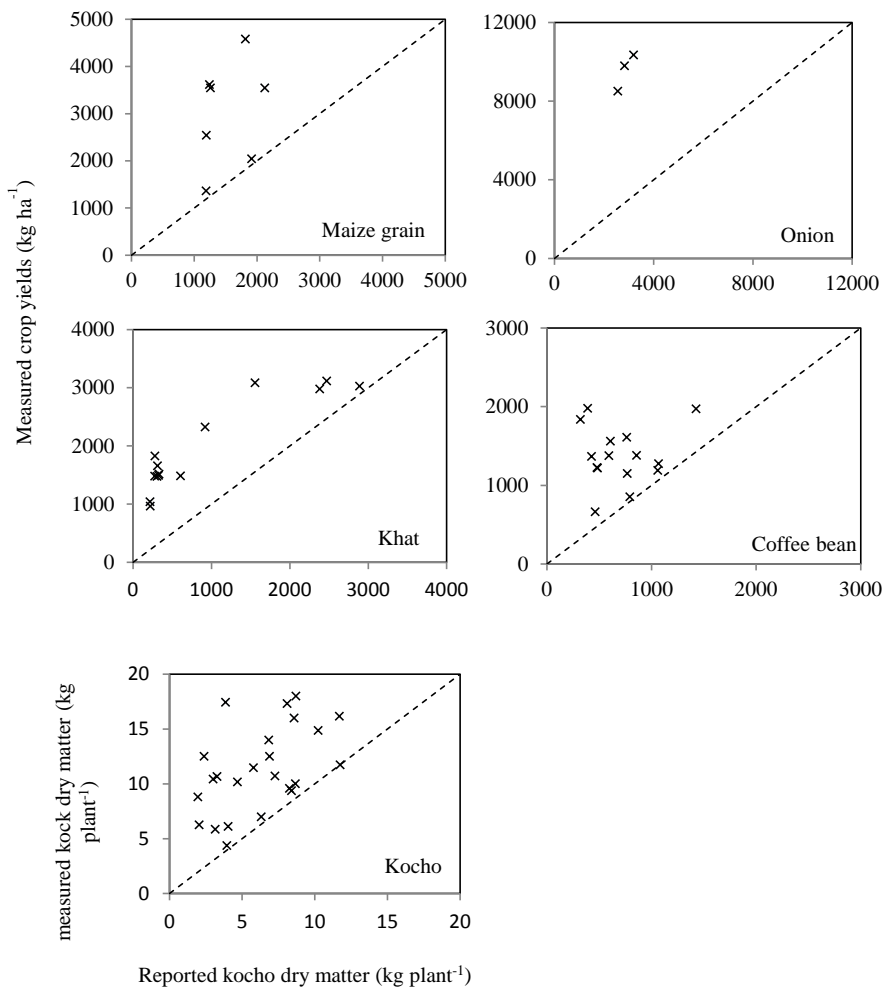 5000
4000
3000
2000
1000
0
0 1000 2000 3000 4000 5000
Maize grain
12000
10000
8000
6000
4000
2000
0
0 4000 8000 12000
Onion
Measured crop yields (kg ha-1)
4000
3000
2000
1000
0
0 1000 2000 3000 4000
Khat
3000
2000
1000
0
0 1000 2000 3000
Coffee bean
measured kock dry matter (kg
plant-1)
20
15
10
5
0
0 5 10 15 20
Kocho
Reported kocho dry matter (kg plant-1)